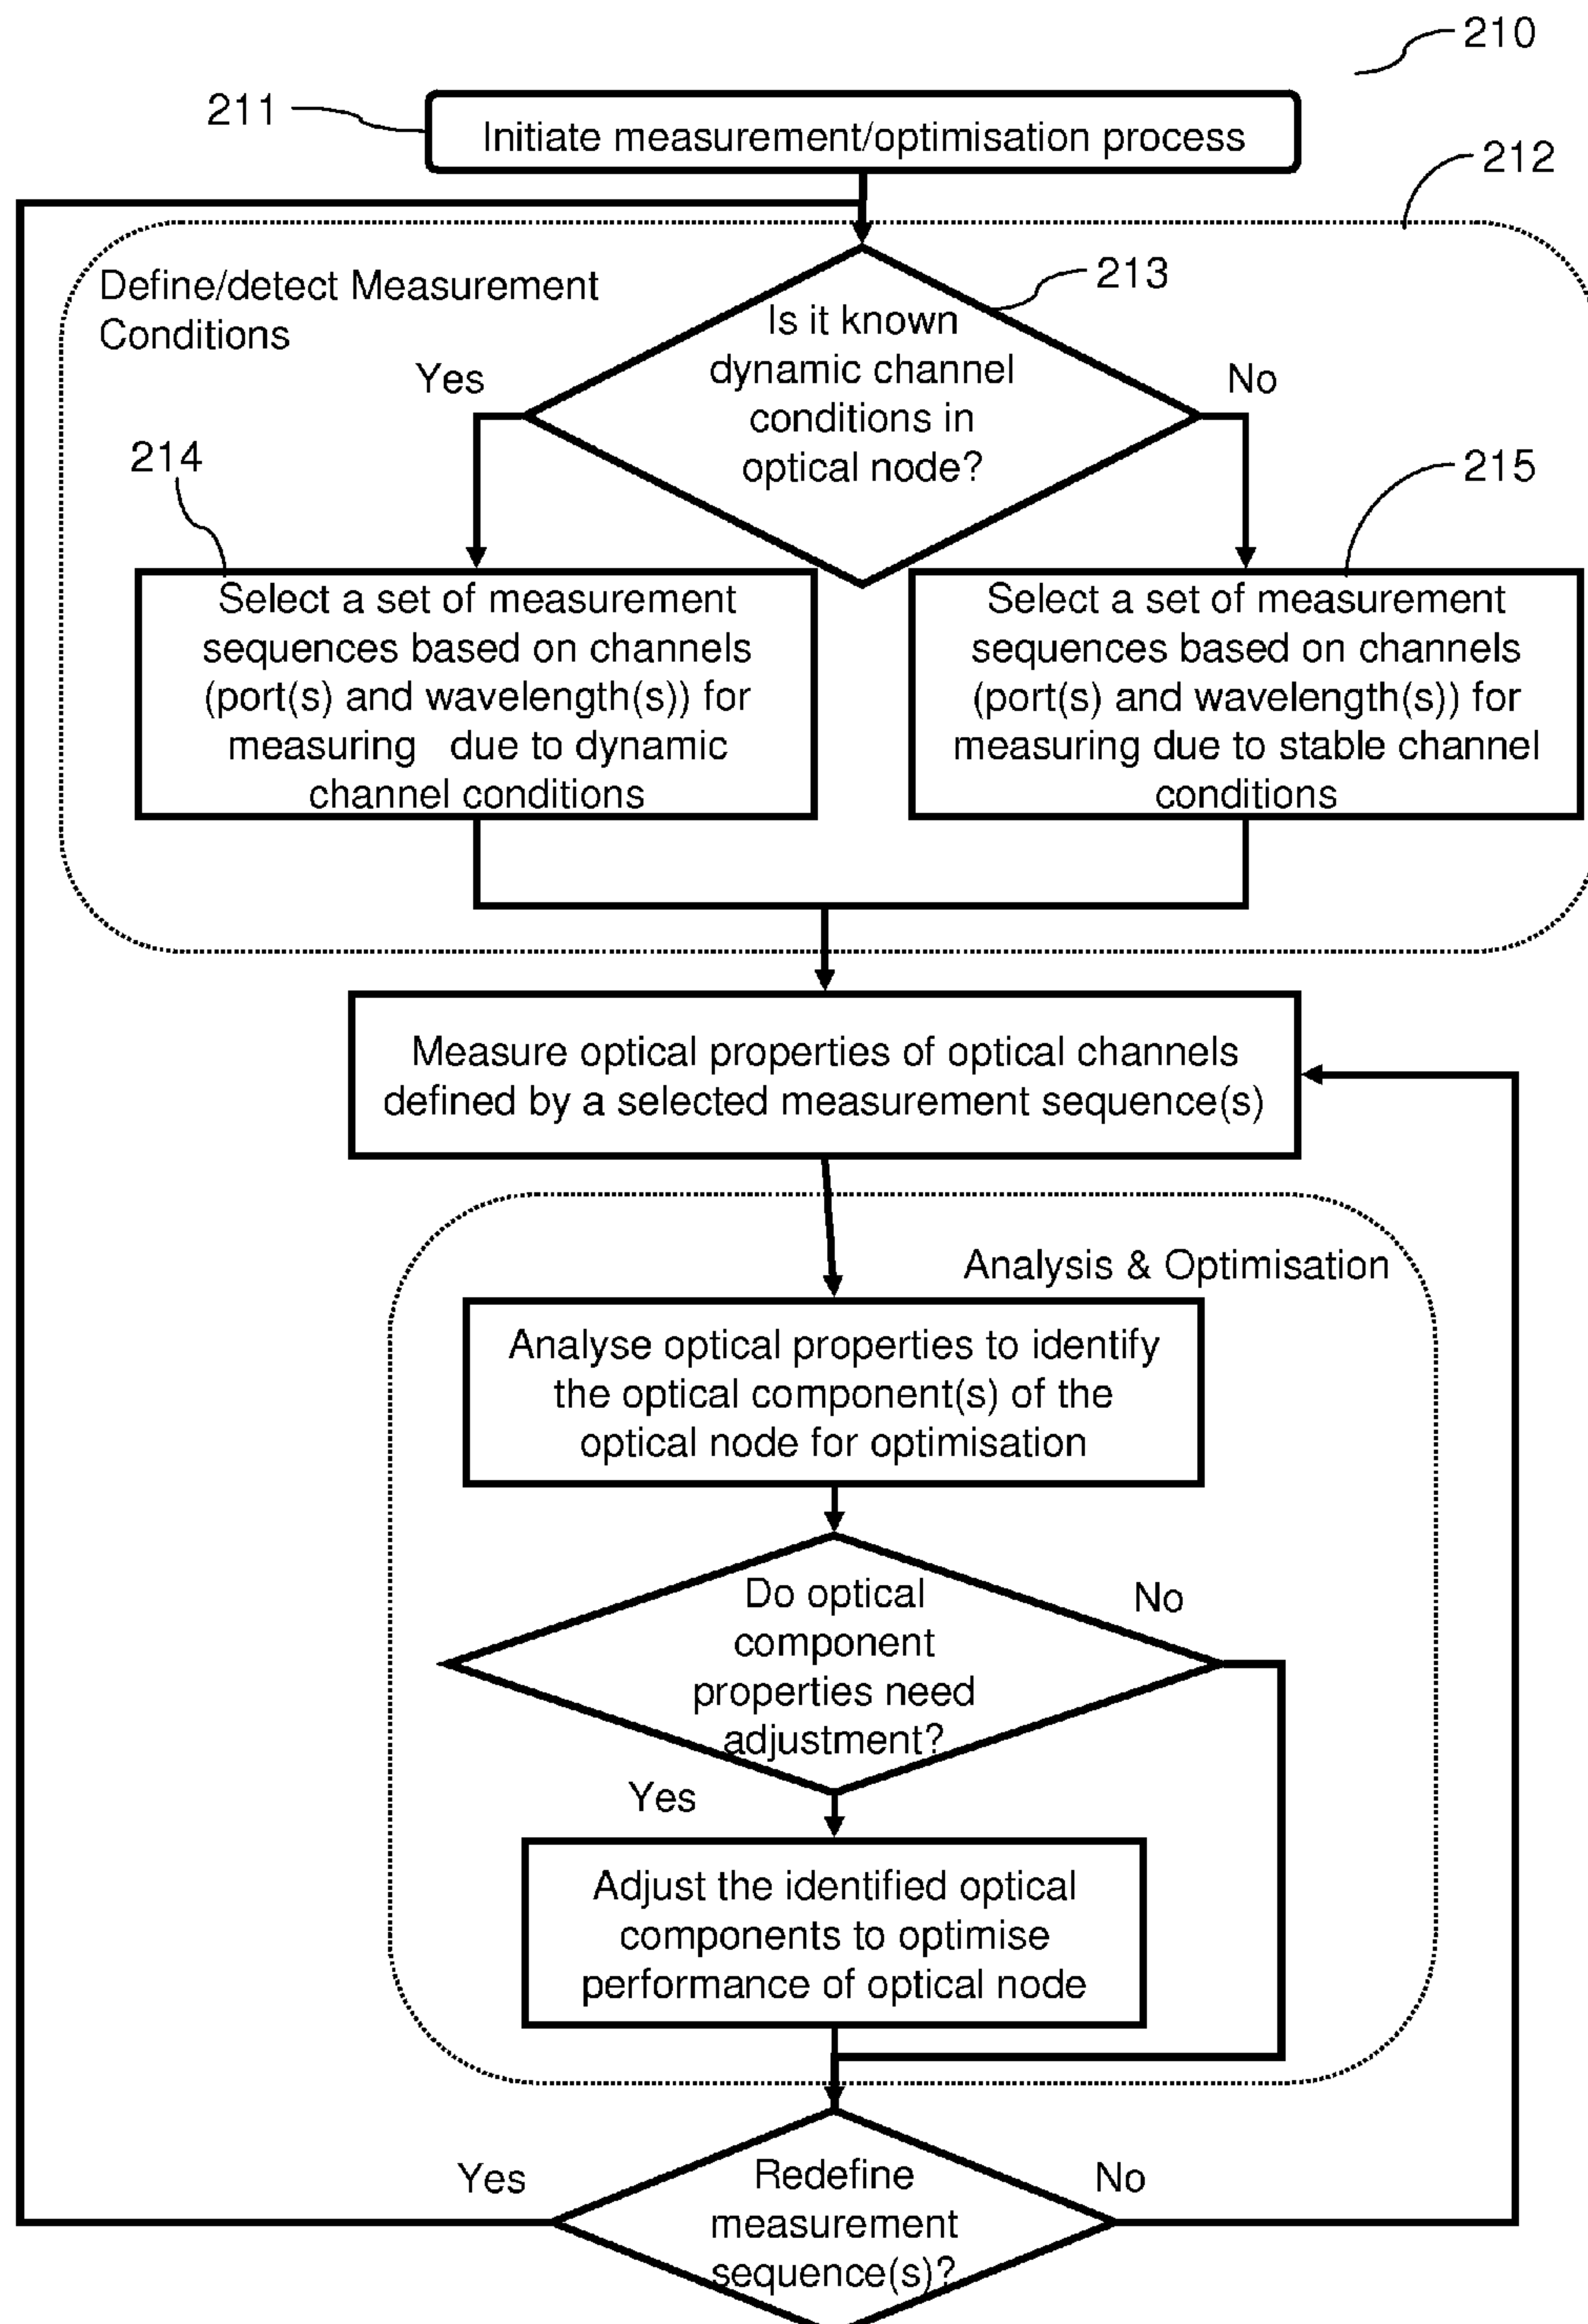 210
211
Initiate measurement/optimisation process
212
Define/detect Measurement
Conditions
213
Is it known
dynamic channel
conditions in
optical node?
Yes
No
214
215
Select a set of measurement
sequences based on channels
(port(s) and wavelength(s)) for
measuring due to dynamic
channel conditions
Select a set of measurement
sequences based on channels
(port(s) and wavelength(s)) for
measuring due to stable channel
conditions
Measure optical properties of optical channels
defined by a selected measurement sequence(s)
Analysis & Optimisation
Analyse optical properties to identify
the optical component(s) of the
optical node for optimisation
Do optical
component
properties need
adjustment?
No
Yes
Adjust the identified optical
components to optimise
performance of optical node
Yes
Redefine
measurement
sequence(s)?
No